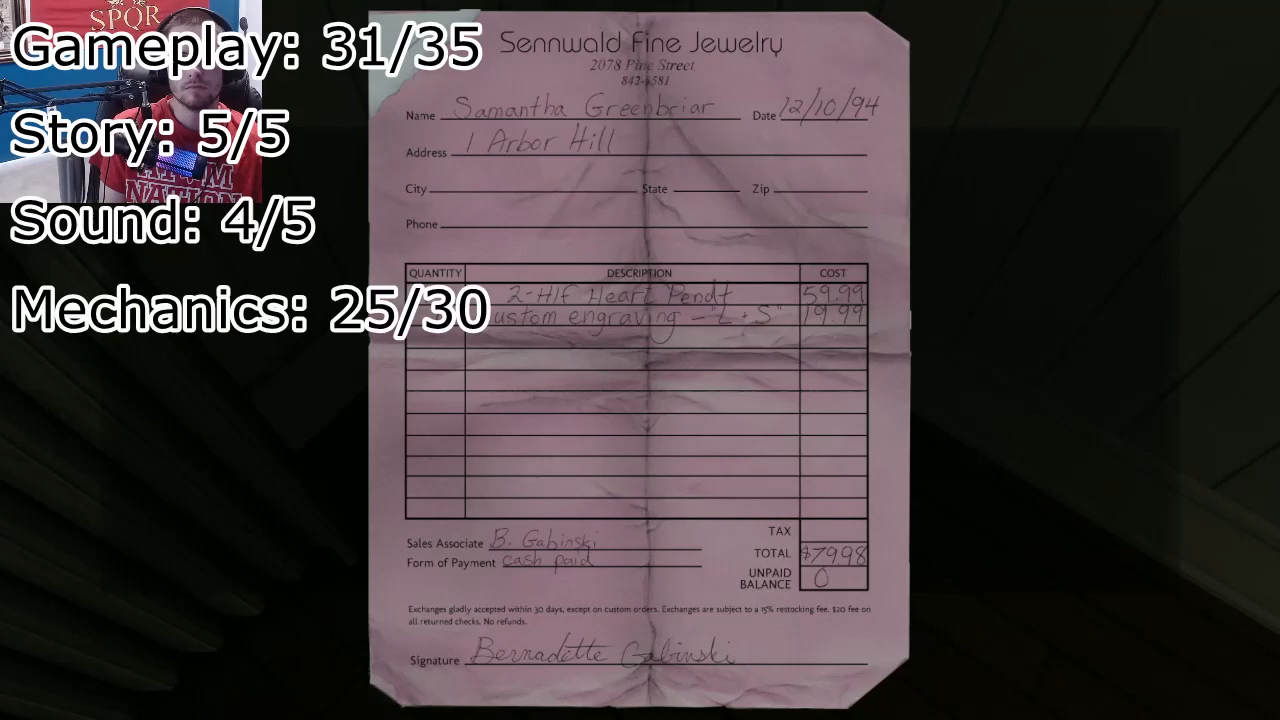 SPQR
Gameplay: 31/35
Story: 5/5
Sound: 4/5
Mechanics: 25/30
NATION
Sennwald Fine Jewelry
2078 Pine Street
Name Samantha Greenbriar Date 12/10/94
Address 1 Arbor Hill
City State Zip
Phone
QUANTITY DESCRIPTION COST
2-Hlf Heart Pendt 59.99
ustom engraving - "L + S" 19.99
TAX
Sales Associate B. Gabinski
TOTAL $79.98
Form of Payment cash paid
UNPAID BALANCE 0
Exchanges gladly accepted within 30 days, except on custom orders. Exchanges are subject to a 15% restocking fee. $20 fee on
all returned checks. No refunds.
Signature Bernadette Gabinski